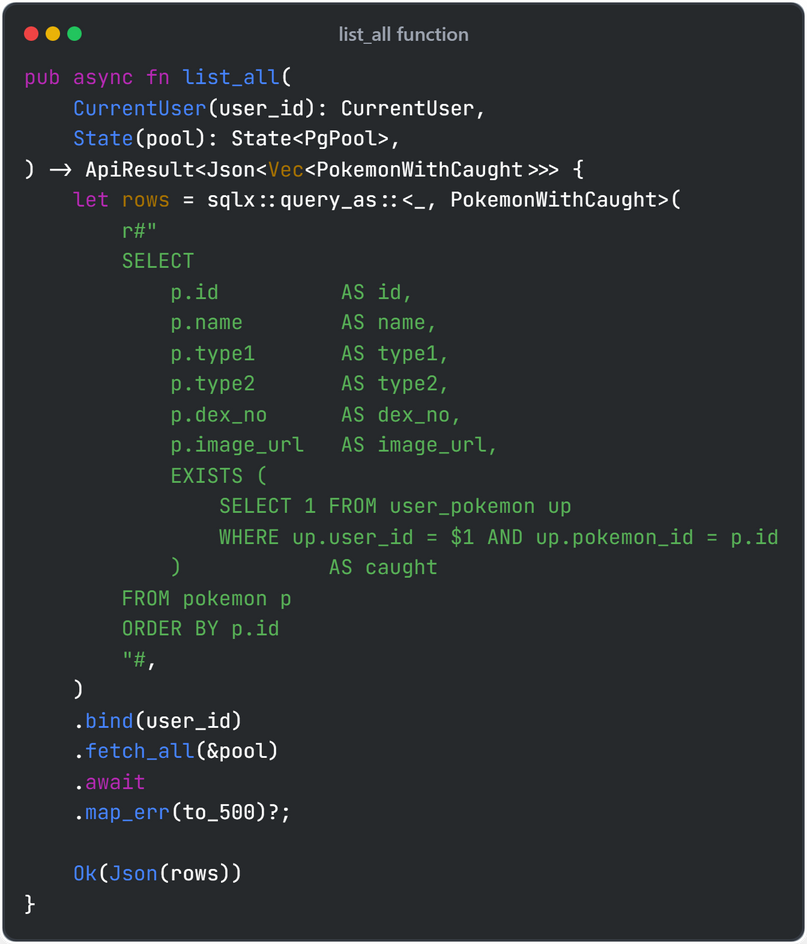 list_all function
pub async fn list_all(
    CurrentUser(user_id): CurrentUser,
    State(pool): State<PgPool>,
) -> ApiResult<Json<Vec<PokemonWithCaught>>> {
    let rows = sqlx::query_as::<_, PokemonWithCaught>(
        r#"
        SELECT
            p.id          AS id,
            p.name        AS name,
            p.type1       AS type1,
            p.type2       AS type2,
            p.dex_no      AS dex_no,
            p.image_url   AS image_url,
            EXISTS (
                SELECT 1 FROM user_pokemon up
                WHERE up.user_id = $1 AND up.pokemon_id = p.id
            )            AS caught
        FROM pokemon p
        ORDER BY p.id
        "#,
    )
    .bind(user_id)
    .fetch_all(&pool)
    .await
    .map_err(to_500)?;

    Ok(Json(rows))
}